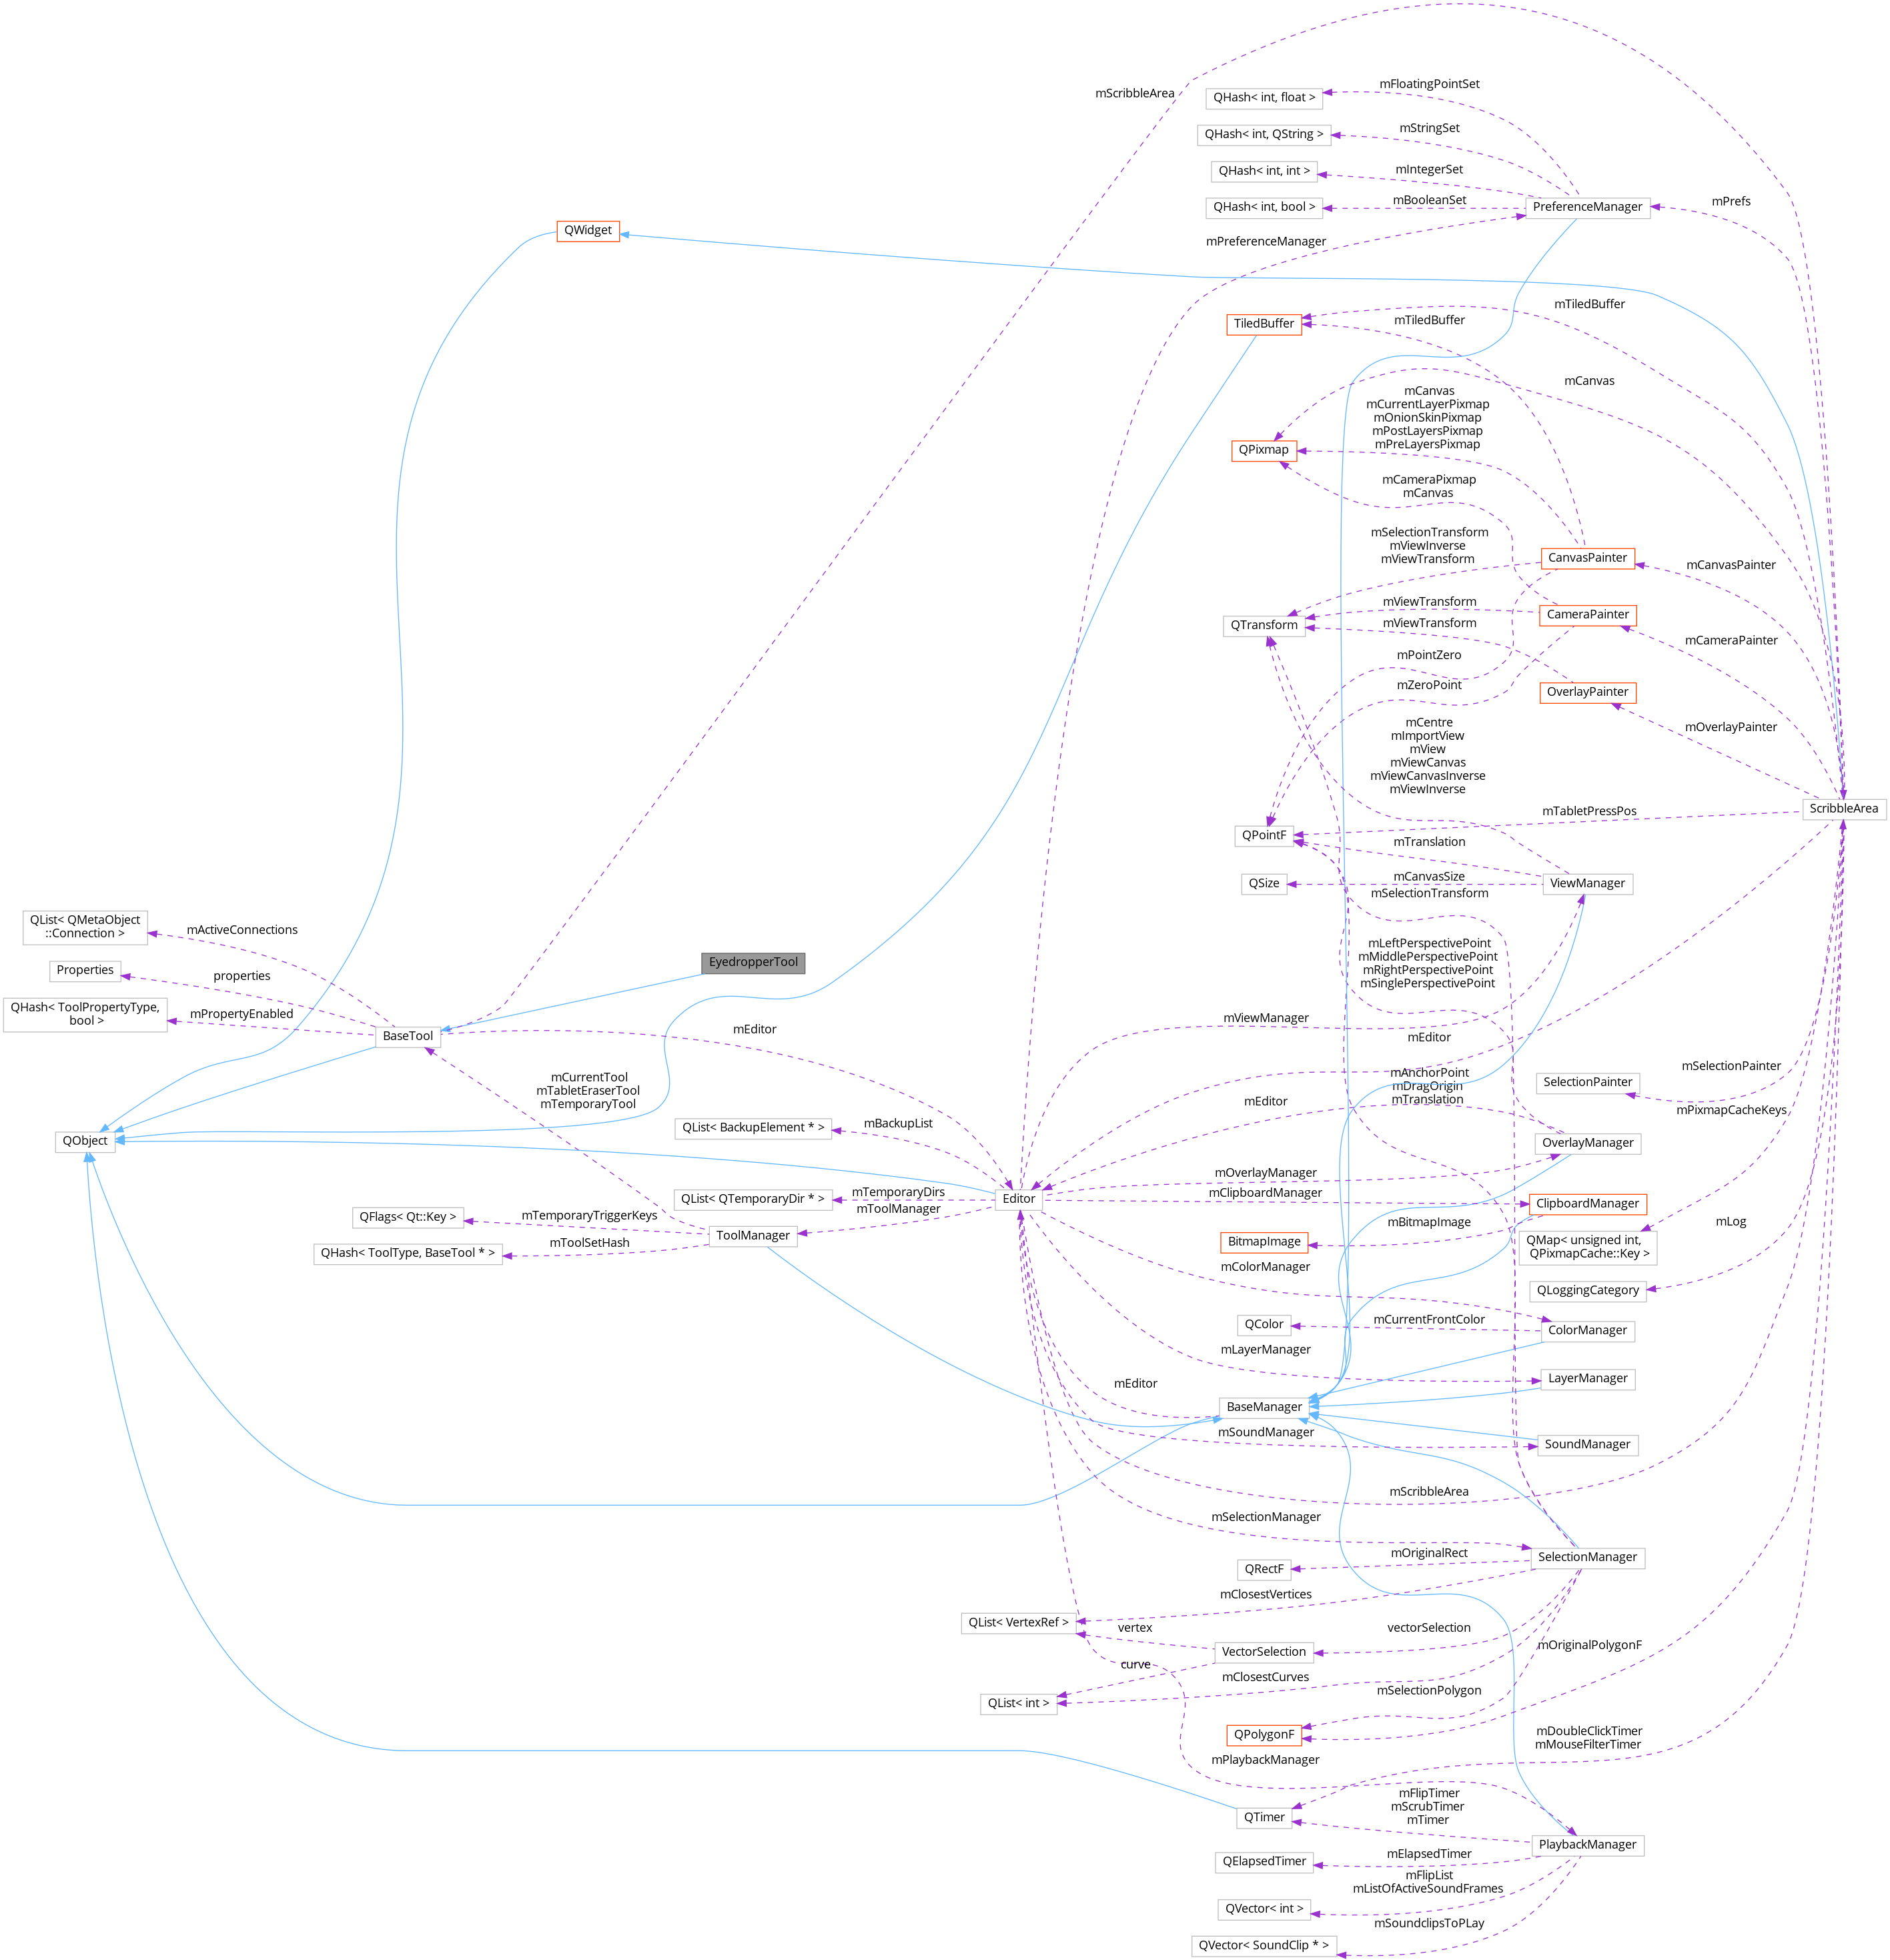 mScribbleArea
mFloatingPointSet
QHash< int, float >
mStringSet
QHash< int, QString >
mIntegerSet
QHash< int, int >
mBooleanSet
QHash< int, bool >
PreferenceManager
mPrefs
QWidget
mPreferenceManager
mTiledBuffer
TiledBuffer
mTiledBuffer
mCanvas
mCanvas
mCurrentLayerPixmap
mOnionSkinPixmap
mPostLayersPixmap
mPreLayersPixmap
QPixmap
mCameraPixmap
mCanvas
mSelectionTransform
mViewInverse
mViewTransform
CanvasPainter
mCanvasPainter
mViewTransform
CameraPainter
QTransform
mViewTransform
mCameraPainter
mPointZero
mZeroPoint
OverlayPainter
mOverlayPainter
mCentre
mImportView
mView
mViewCanvas
mViewCanvasInverse
mViewInverse
ScribbleArea
mTabletPressPos
QPointF
mTranslation
QSize
mCanvasSize
ViewManager
mSelectionTransform
QList< QMetaObject
::Connection >
mActiveConnections
mLeftPerspectivePoint
mMiddlePerspectivePoint
mRightPerspectivePoint
mSinglePerspectivePoint
EyedropperTool
Properties
properties
QHash< ToolPropertyType,
bool >
mPropertyEnabled
BaseTool
mEditor
mViewManager
mEditor
mSelectionPainter
SelectionPainter
mCurrentTool
mTabletEraserTool
mTemporaryTool
mAnchorPoint
mDragOrigin
mTranslation
mEditor
mPixmapCacheKeys
QList< BackupElement * >
mBackupList
QObject
OverlayManager
mOverlayManager
QList< QTemporaryDir * >
mTemporaryDirs
mToolManager
Editor
mClipboardManager
ClipboardManager
QFlags< Qt::Key >
mTemporaryTriggerKeys
ToolManager
mBitmapImage
mLog
QHash< ToolType, BaseTool * >
mToolSetHash
BitmapImage
QMap< unsigned int,
QPixmapCache::Key >
mColorManager
QLoggingCategory
QColor
mCurrentFrontColor
ColorManager
mLayerManager
LayerManager
mEditor
BaseManager
mSoundManager
SoundManager
mScribbleArea
mSelectionManager
mOriginalRect
SelectionManager
QRectF
mClosestVertices
QList< VertexRef >
vertex
vectorSelection
VectorSelection
mOriginalPolygonF
curve
mClosestCurves
QList< int >
mSelectionPolygon
QPolygonF
mDoubleClickTimer
mMouseFilterTimer
mPlaybackManager
mFlipTimer
mScrubTimer
mTimer
QTimer
PlaybackManager
mElapsedTimer
QElapsedTimer
mFlipList
mListOfActiveSoundFrames
QVector< int >
mSoundclipsToPLay
QVector< SoundClip * >